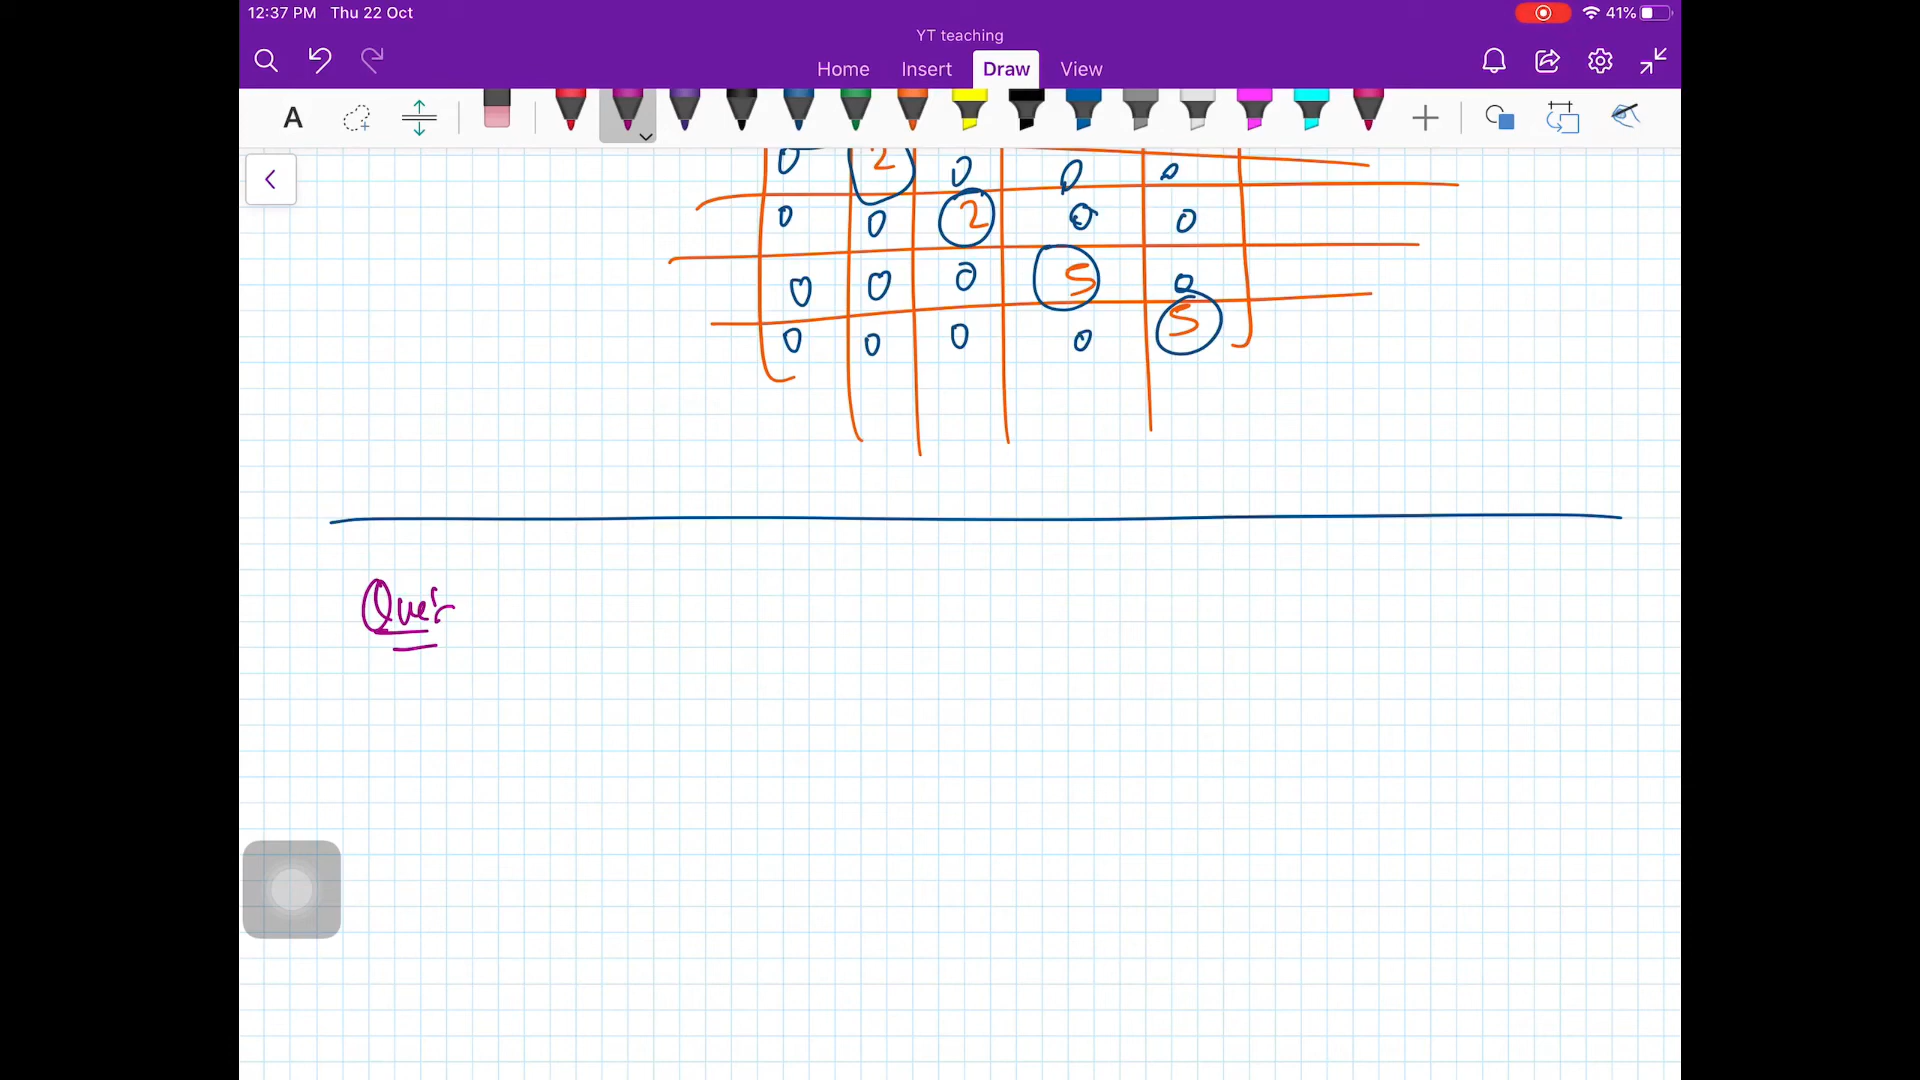 12:37 PM Thu 22 Oct
41%
YT teaching
Home Insert Draw View
A
0 2 0 0 0
0 0 2 0 0
0 0 0 5 0
0 0 0 0 5
Que:-